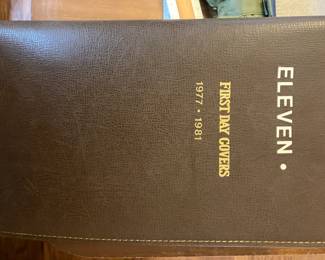 ELEVEN •
FIRST DAY COVERS
1977 • 1981